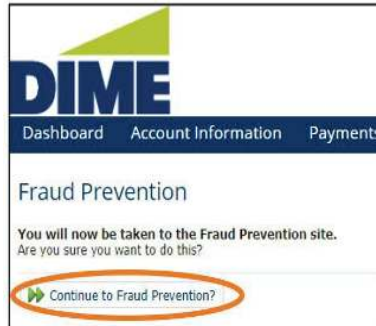 DIME
Dashboard Account Information Payments
Fraud Prevention
You will now be taken to the Fraud Prevention site.
Are you sure you want to do this?
Continue to Fraud Prevention?